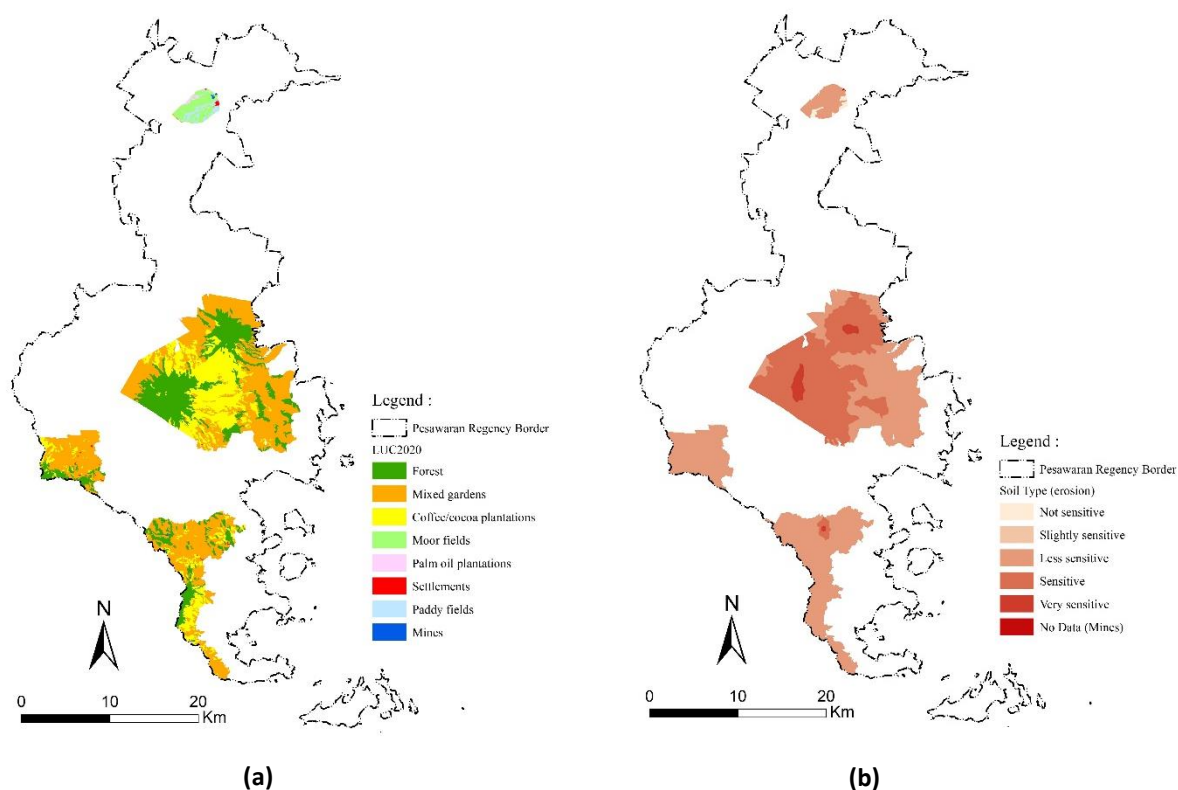 Legend :
Pesawaran Regency Border
LUC2020
Forest
Mixed gardens
Coffee/cocoa plantations
Moor fields
Palm oil plantations
Settlements
Paddy fields
Mines
N
0 10 20
Km
(a)
Legend :
Pesawaran Regency Border
Soil Type (erosion)
Not sensitive
Slightly sensitive
Less sensitive
Sensitive
Very sensitive
No Data (Mines)
N
0 10 20
Km
(b)